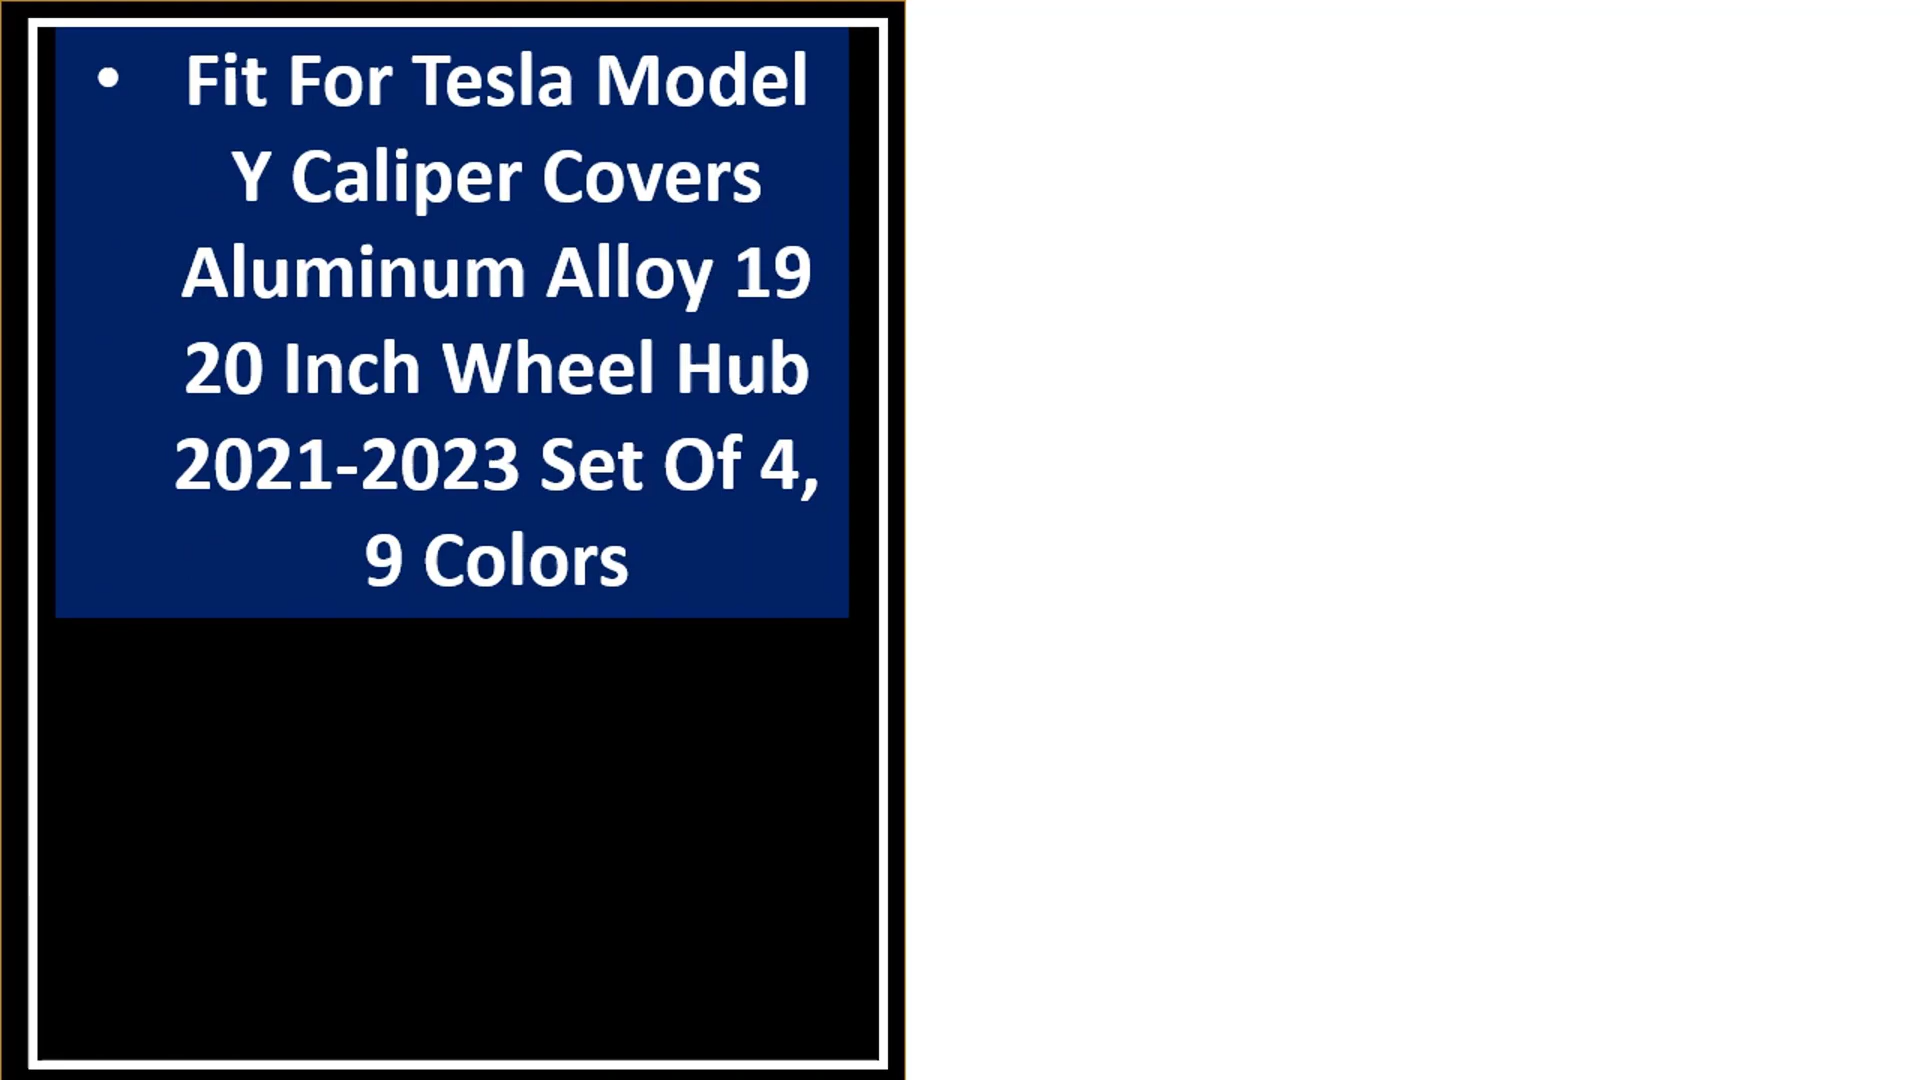 • Fit For Tesla Model
Y Caliper Covers
Aluminum Alloy 19
20 Inch Wheel Hub
2021-2023 Set Of 4,
9 Colors